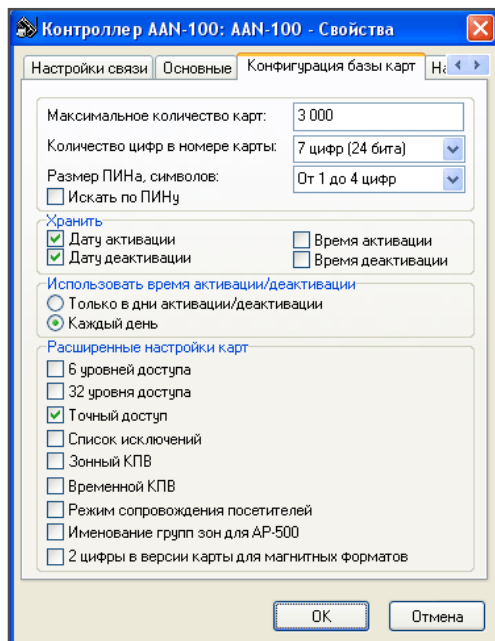 Контроллер AAN-100: AAN-100 - Свойства
Настройки связи Основные Конфигурация базы карт
Максимальное количество карт: 3 000
Количество цифр в номере карты: 7 цифр (24 бита)
Размер ПИНа, символов: От 1 до 4 цифр
Искать по ПИНу
Хранить
Дату активации Время активации
Дату деактивации Время деактивации
Использовать время активации/деактивации
Только в дни активации/деактивации
Каждый день
Расширенные настройки карт
6 уровней доступа
32 уровня доступа
Точный доступ
Список исключений
Зонный КПВ
Временной КПВ
Режим сопровождения посетителей
Именование групп зон для AP-500
2 цифры в версии карты для магнитных форматов
OK Отмена